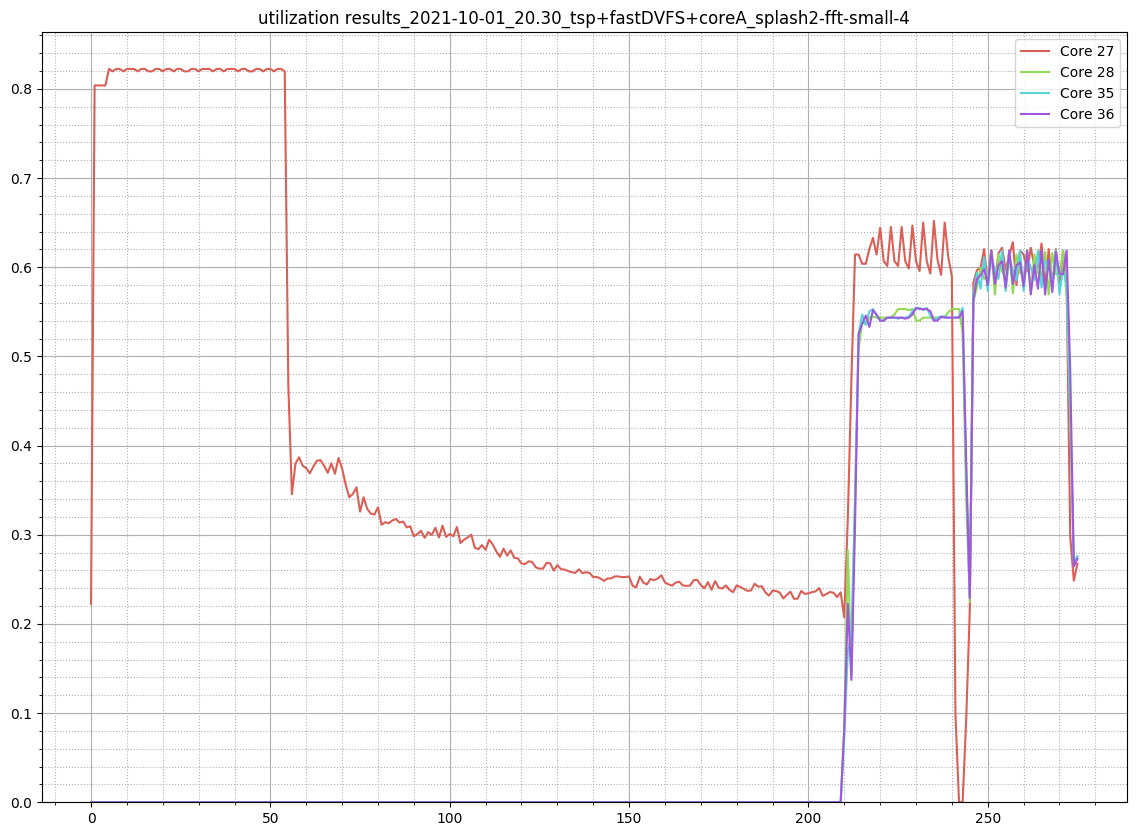 utilization results_2021-10-01_20.30_tsp+fastDVFS+coreA_splash2-fft-small-4
Core 27
Core 28
Core 35
Core 36
0.8
0.7
0.6
0.5
0.4
0.3
0.2
0.1
0.0
0 50 100 150 200 250